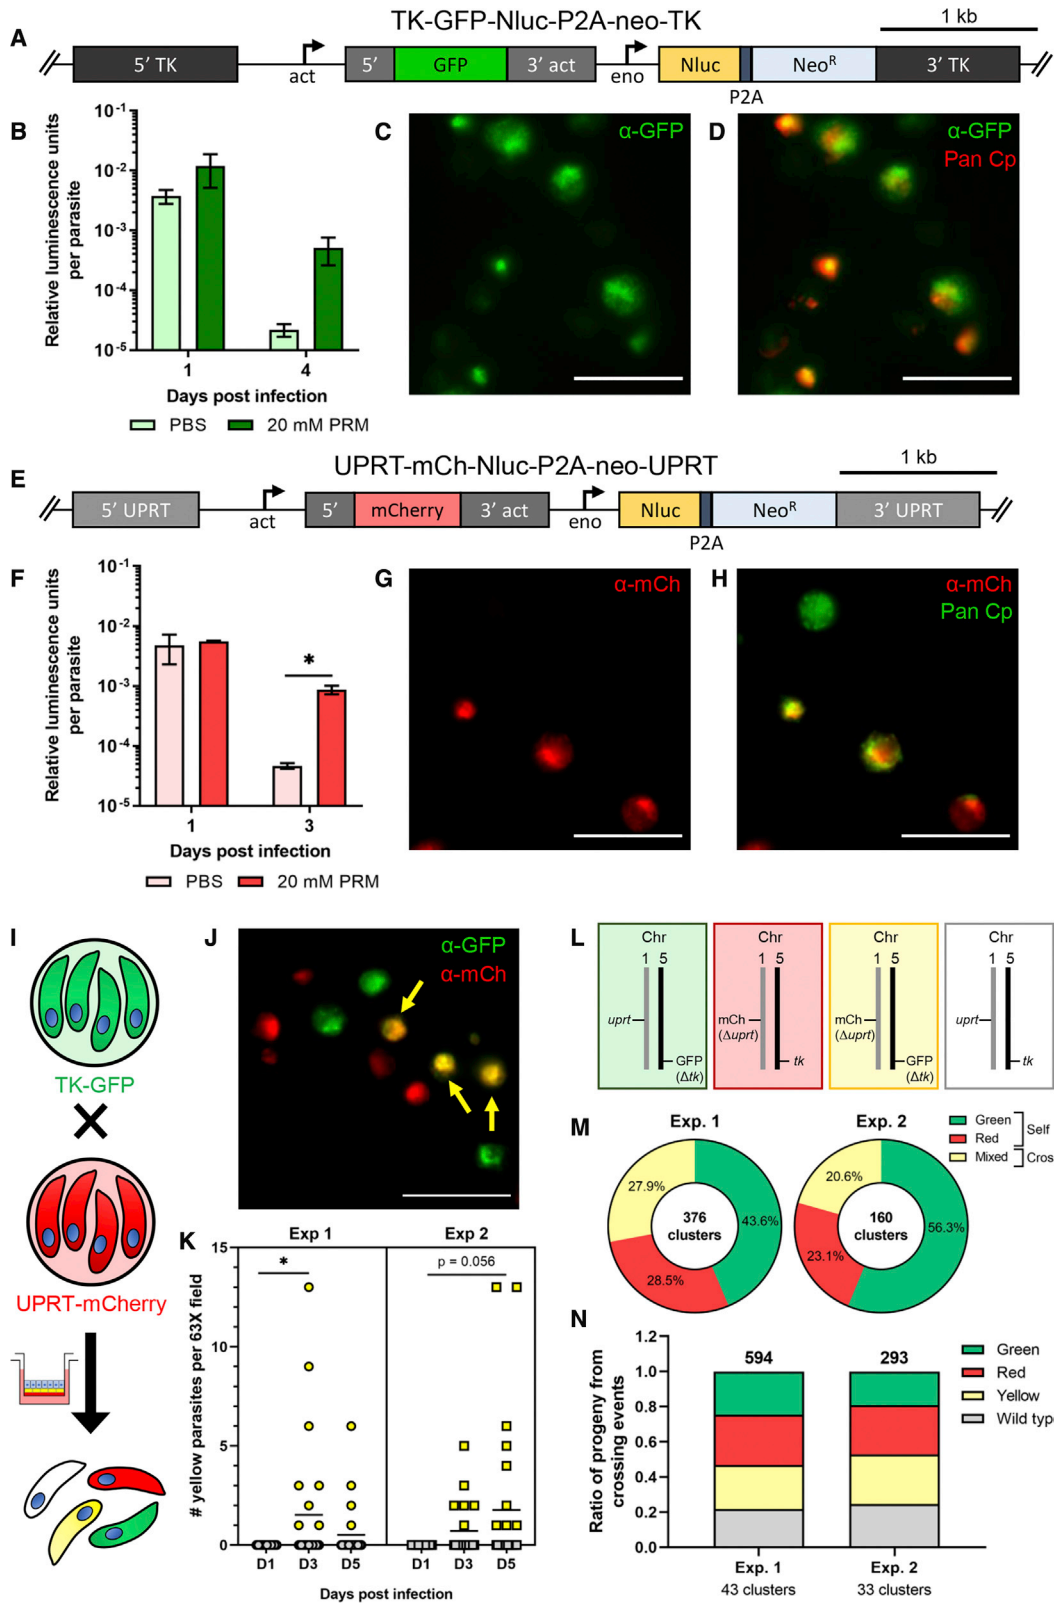 A
TK-GFP-Nluc-P2A-neo-TK
1 kb
5' TK
act
5'
GFP
3' act
eno
Nluc
P2A
Neo^R
3' TK
B
Relative luminescence units
per parasite
10^-1
10^-2
10^-3
10^-4
10^-5
1
4
Days post infection
PBS
20 mM PRM
C
α-GFP
D
α-GFP
Pan Cp
E
UPRT-mCh-Nluc-P2A-neo-UPRT
1 kb
5' UPRT
act
5'
mCherry
3' act
eno
Nluc
P2A
Neo^R
3' UPRT
F
Relative luminescence units
per parasite
10^-1
10^-2
10^-3
10^-4
10^-5
*
1
3
Days post infection
PBS
20 mM PRM
G
α-mCh
H
α-mCh
Pan Cp
I
TK-GFP
UPRT-mCherry
J
α-GFP
α-mCh
K
Exp 1
Exp 2
# yellow parasites per 63X field
15
10
5
0
*
p = 0.056
D1
D3
D5
D1
D3
D5
Days post infection
L
Chr
1 5
uprt
GFP
(Δtk)
Chr
1 5
mCh
(Δuprt)
tk
Chr
1 5
mCh
(Δuprt)
GFP
(Δtk)
Chr
1 5
uprt
tk
M
Exp. 1
27.9%
43.6%
28.5%
376
clusters
Exp. 2
20.6%
56.3%
23.1%
160
clusters
Green
Red
Mixed
Self
Cros
N
Ratio of progeny from
crossing events
1.2
1.0
0.8
0.6
0.4
0.2
0.0
594
293
Exp. 1
43 clusters
Exp. 2
33 clusters
Green
Red
Yellow
Wild typ